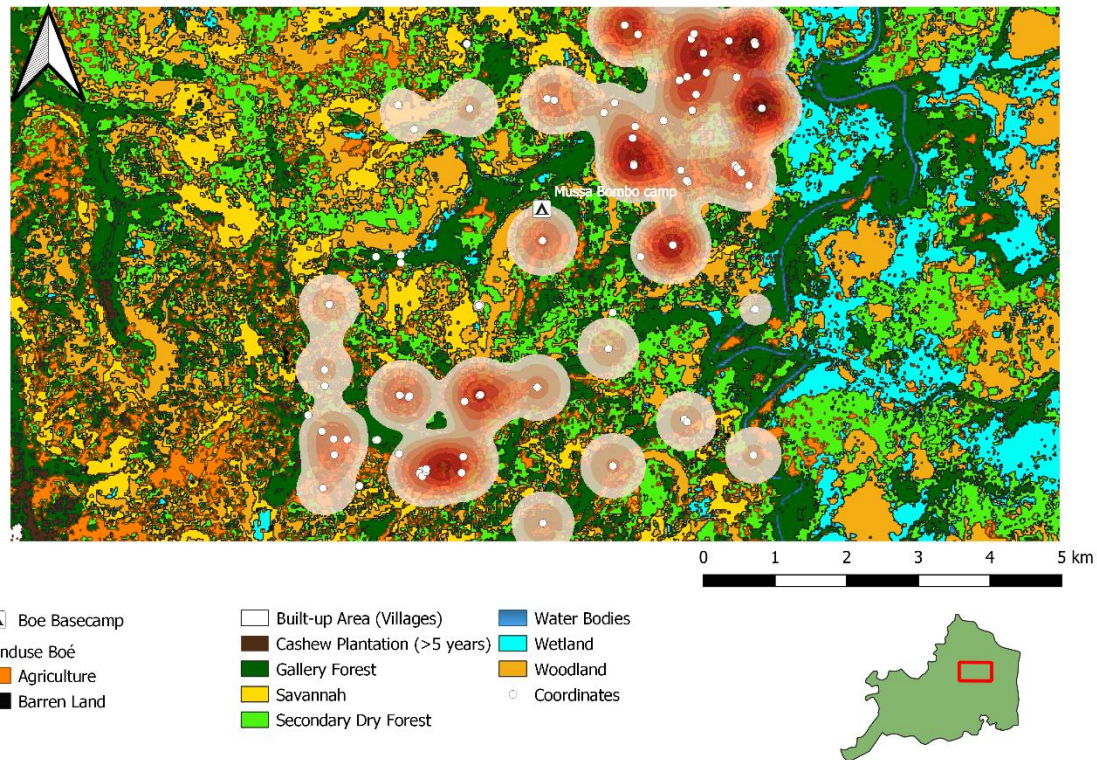 Mussa Bombo camp
0 1 2 3 4 5 km
Boe Basecamp
nduse Boé
Agriculture
Barren Land
Built-up Area (Villages)
Cashew Plantation (>5 years)
Gallery Forest
Savannah
Secondary Dry Forest
Water Bodies
Wetland
Woodland
Coordinates